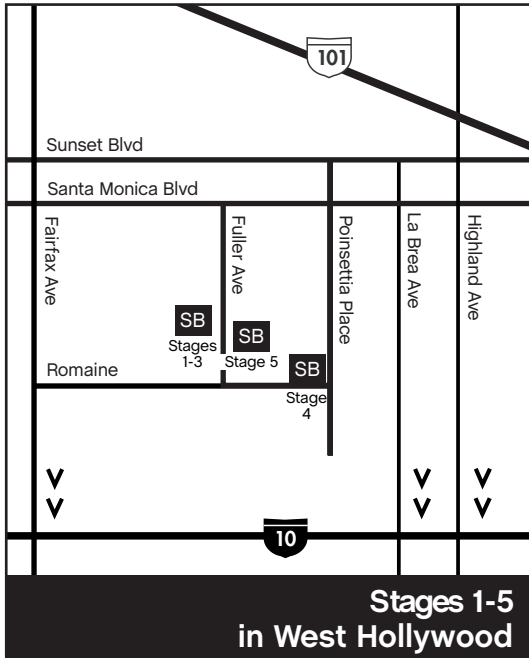 101
Sunset Blvd
Santa Monica Blvd
Fairfax Ave
Fuller Ave
Poinsettia Place
La Brea Ave
Highland Ave
SB
Stages
1-3
SB
Stage 5
SB
Stage
4
Romaine
10
Stages 1-5
in West Hollywood